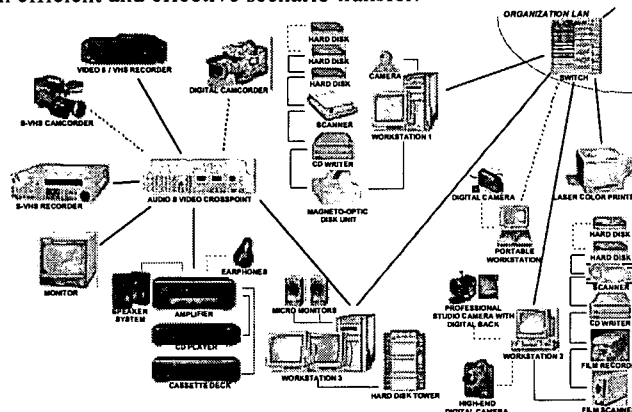 n efficient and effective scenario transfer.
ORGANIZATION LAN
VIDEO 8 / VHS RECORDER
DIGITAL CAMCORDER
HARD DISK
HARD DISK
HARD DISK
CAMERA
SWITCH
S-VHS CAMCORDER
SCANNER
WORKSTATION 1
CD WRITER
S-VHS RECORDER
AUDIO & VIDEO CROSSPOINT
MAGNETO-OPTIC
DISK UNIT
DIGITAL CAMERA
LASER COLOR PRINTE
PORTABLE
WORKSTATION
HARD DISK
HARD DISK
MONITOR
SPEAKER
SYSTEM
EARPHONES
AMPLIFIER
MICRO MONITORS
PROFESSIONAL
STUDIO CAMERA WITH
DIGITAL BACK
SCANNER
CD WRITER
CD PLAYER
WORKSTATION 2
FILM RECORD
WORKSTATION 3
CASSETTE DECK
HARD DISK TOWER
HIGH-END
DIGITAL CAMERA
FILM SCANNE